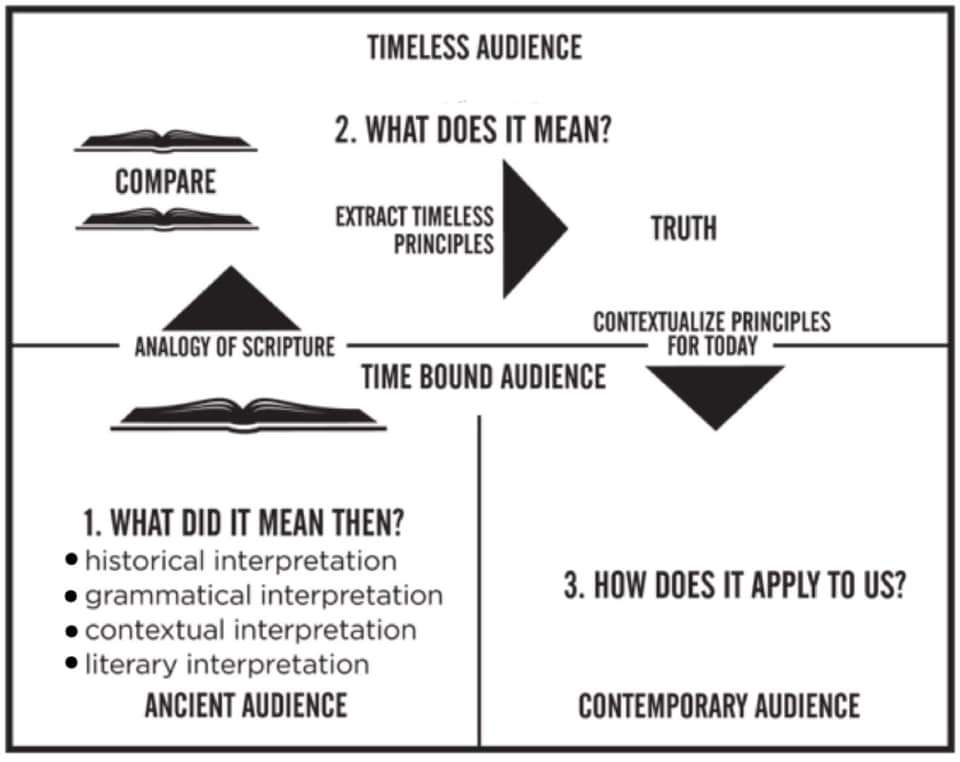 TIMELESS AUDIENCE
2. WHAT DOES IT MEAN?
COMPARE
EXTRACT TIMELESS
PRINCIPLES
TRUTH
CONTEXTUALIZE PRINCIPLES
FOR TODAY
ANALOGY OF SCRIPTURE
TIME BOUND AUDIENCE
1. WHAT DID IT MEAN THEN?
• historical interpretation
• grammatical interpretation
• contextual interpretation
• literary interpretation
ANCIENT AUDIENCE
3. HOW DOES IT APPLY TO US?
CONTEMPORARY AUDIENCE